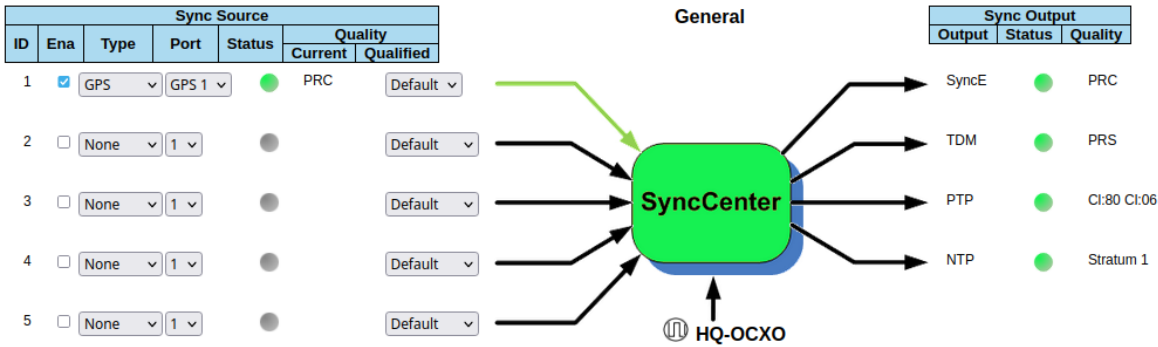 Sync Source
General
Sync Output
ID Ena Type Port Status Quality
Current Qualified
Output Status Quality
1 GPS GPS 1 PRC Default
SyncE PRC
2 None 1 Default
TDM PRS
3 None 1 Default
SyncCenter
PTP Cl:80 Cl:06
4 None 1 Default
NTP Stratum 1
5 None 1 Default
HQ-OCXO